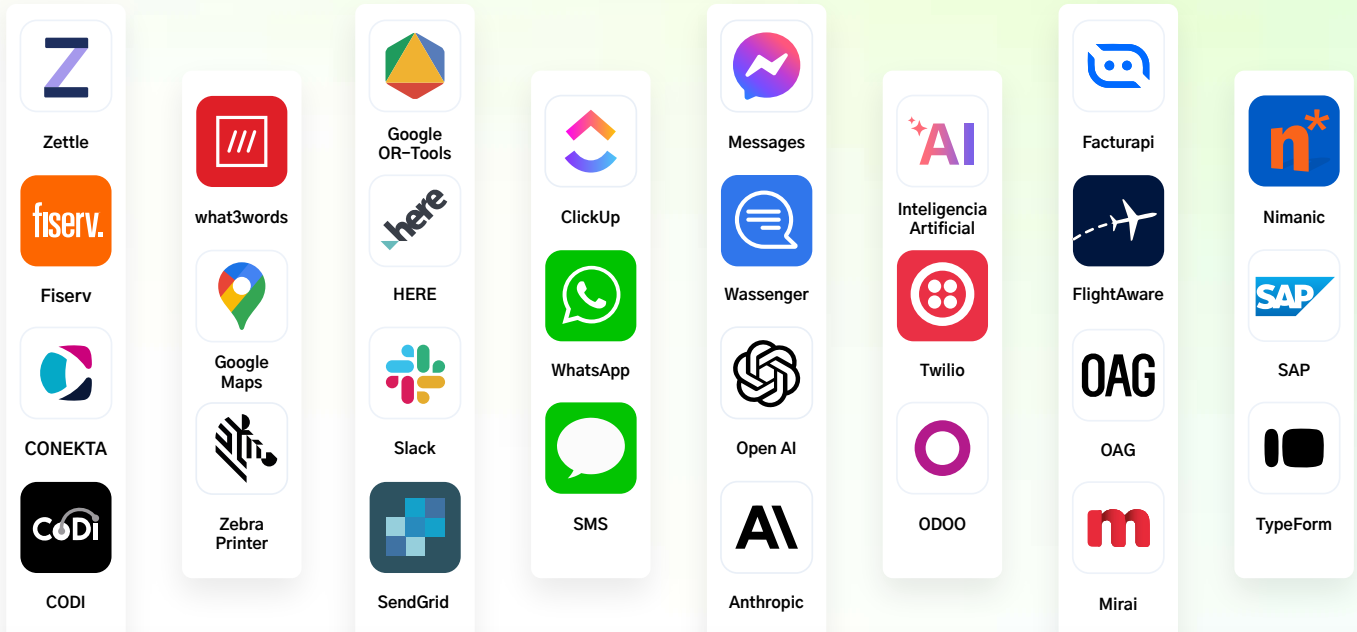 Zettle
fiserv.
Fiserv
CONEKTA
CoDi
CODI
what3words
Google
Maps
Zebra
Printer
Google
OR-Tools
here
HERE
Slack
SendGrid
ClickUp
WhatsApp
SMS
Messages
Wassenger
Open AI
AI
Anthropic
AI
Inteligencia
Artificial
Twilio
ODOO
Facturapi
FlightAware
OAG
OAG
m
Mirai
n*
Nimanic
SAP
SAP
TypeForm